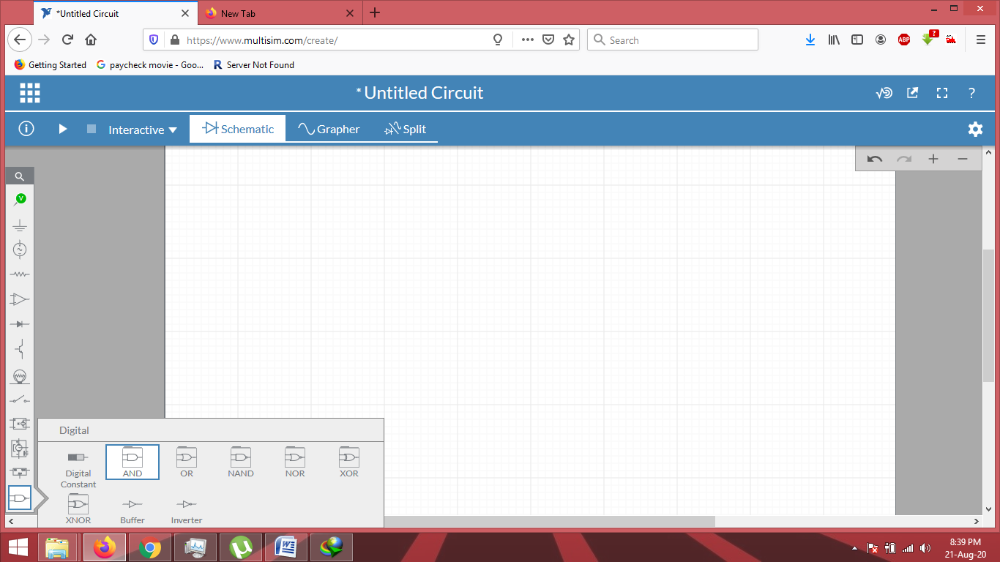 *Untitled Circuit
New Tab
https://www.multisim.com/create/
Search
?
Getting Started
paycheck movie - Goo...
R Server Not Found
* Untitled Circuit
?
Interactive
Schematic
Grapher
Split
V
Digital
Digital Constant
AND
OR
NAND
NOR
XOR
XNOR
Buffer
Inverter
8:39 PM
21-Aug-20